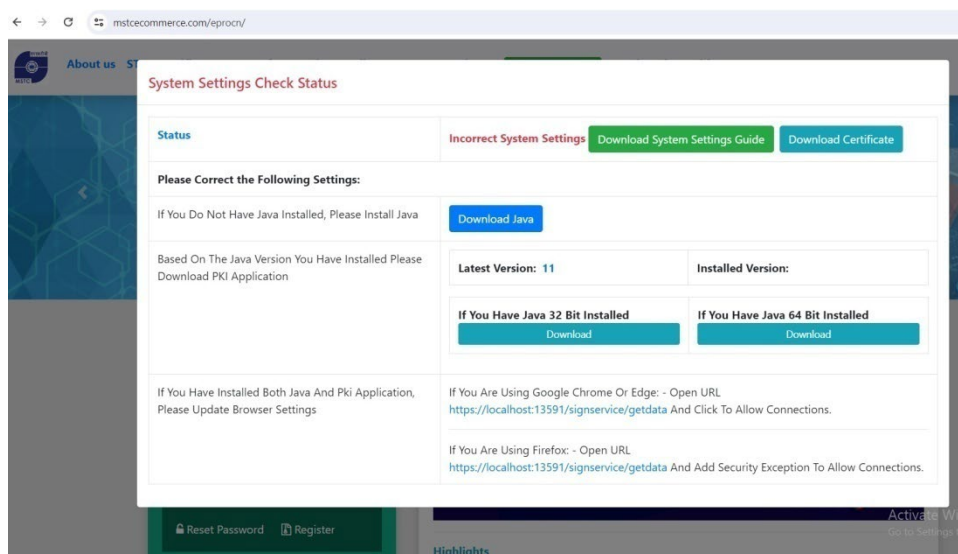 mstcecommerce.com/eprocn/
MSTC
About us
System Settings Check Status
Status
Incorrect System Settings
Download System Settings Guide
Download Certificate
Please Correct the Following Settings:
If You Do Not Have Java Installed, Please Install Java
Download Java
Based On The Java Version You Have Installed Please
Download PKI Application
Latest Version: 11
Installed Version:
If You Have Java 32 Bit Installed
Download
If You Have Java 64 Bit Installed
Download
If You Have Installed Both Java And Pki Application,
Please Update Browser Settings
If You Are Using Google Chrome Or Edge: - Open URL
https://localhost:13591/signservice/getdata And Click To Allow Connections.
If You Are Using Firefox: - Open URL
https://localhost:13591/signservice/getdata And Add Security Exception To Allow Connections.
Reset Password
Register
Activate
Go to Settings
Highlights